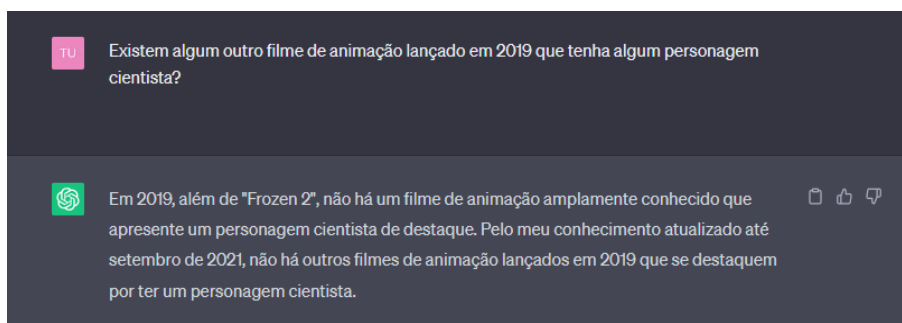 TU
Existem algum outro filme de animação lançado em 2019 que tenha algum personagem
cientista?
Em 2019, além de "Frozen 2", não há um filme de animação amplamente conhecido que
apresente um personagem cientista de destaque. Pelo meu conhecimento atualizado até
setembro de 2021, não há outros filmes de animação lançados em 2019 que se destaquem
por ter um personagem cientista.